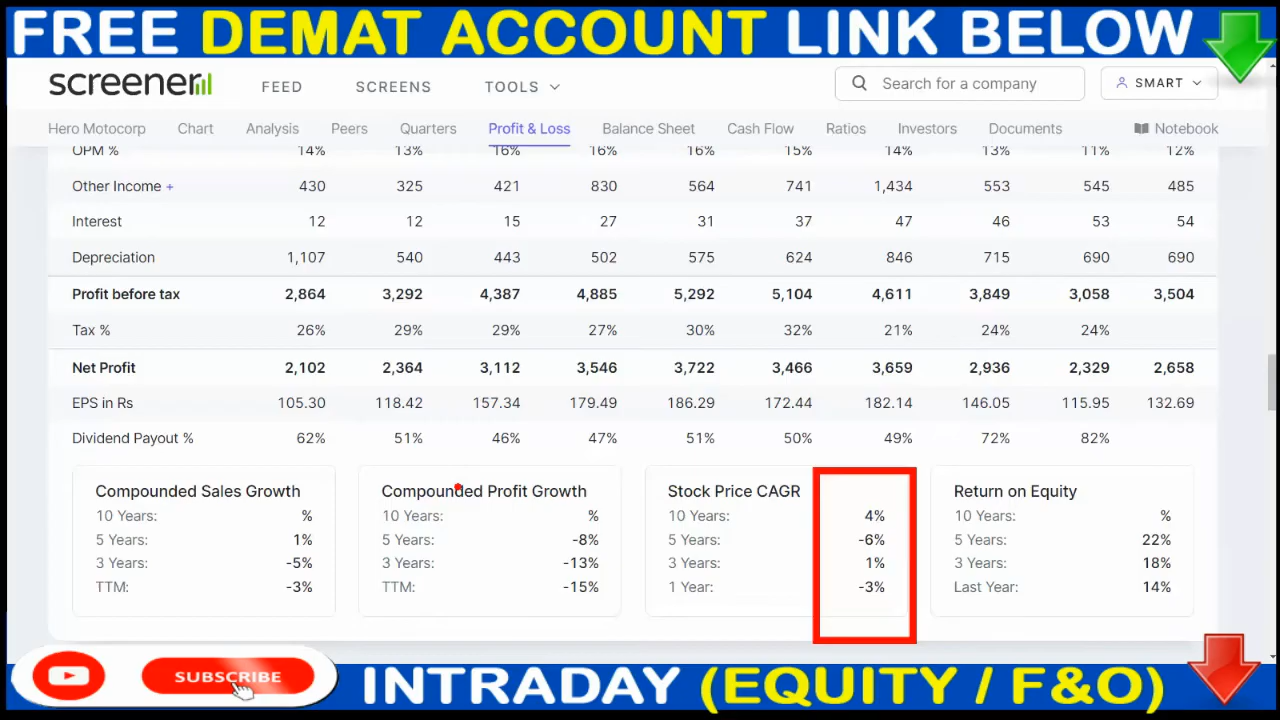 FREE DEMAT ACCOUNT LINK BELOW
screener FEED SCREENS TOOLS Search for a company SMART
Hero Motocorp Chart Analysis Peers Quarters Profit & Loss Balance Sheet Cash Flow Ratios Investors Documents Notebook
OPM % 14% 13% 16% 16% 16% 15% 14% 13% 11% 12%
Other Income + 430 325 421 830 564 741 1,434 553 545 485
Interest 12 12 15 27 31 37 47 46 53 54
Depreciation 1,107 540 443 502 575 624 846 715 690 690
Profit before tax 2,864 3,292 4,387 4,885 5,292 5,104 4,611 3,849 3,058 3,504
Tax % 26% 29% 29% 27% 30% 32% 21% 24% 24%
Net Profit 2,102 2,364 3,112 3,546 3,722 3,466 3,659 2,936 2,329 2,658
EPS in Rs 105.30 118.42 157.34 179.49 186.29 172.44 182.14 146.05 115.95 132.69
Dividend Payout % 62% 51% 46% 47% 51% 50% 49% 72% 82%
Compounded Sales Growth
10 Years: %
5 Years: 1%
3 Years: -5%
TTM: -3%
Compounded Profit Growth
10 Years: %
5 Years: -8%
3 Years: -13%
TTM: -15%
Stock Price CAGR
10 Years: 4%
5 Years: -6%
3 Years: 1%
1 Year: -3%
Return on Equity
10 Years: %
5 Years: 22%
3 Years: 18%
Last Year: 14%
SUBSCRIBE
INTRADAY (EQUITY / F&O)